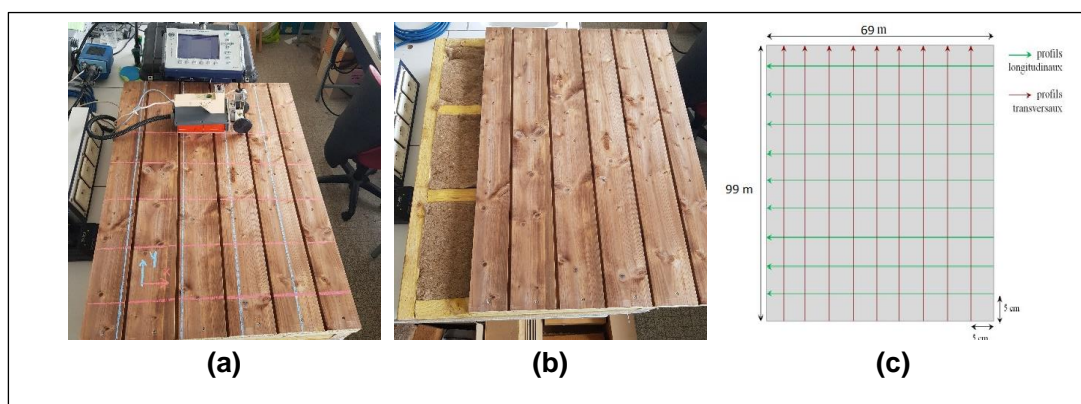 69 m
profils
longitudinaux
profils
transversaux
99 m
Y
5 cm
5 cm
(a)
(b)
(c)